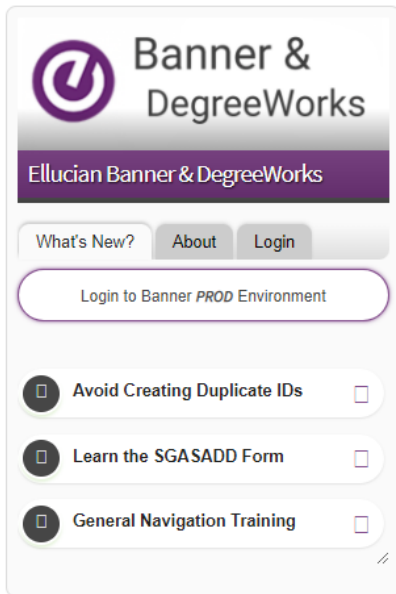 Banner &
DegreeWorks
Ellucian Banner & DegreeWorks
What's New? About Login
Login to Banner PROD Environment
Avoid Creating Duplicate IDs
Learn the SGASADD Form
General Navigation Training